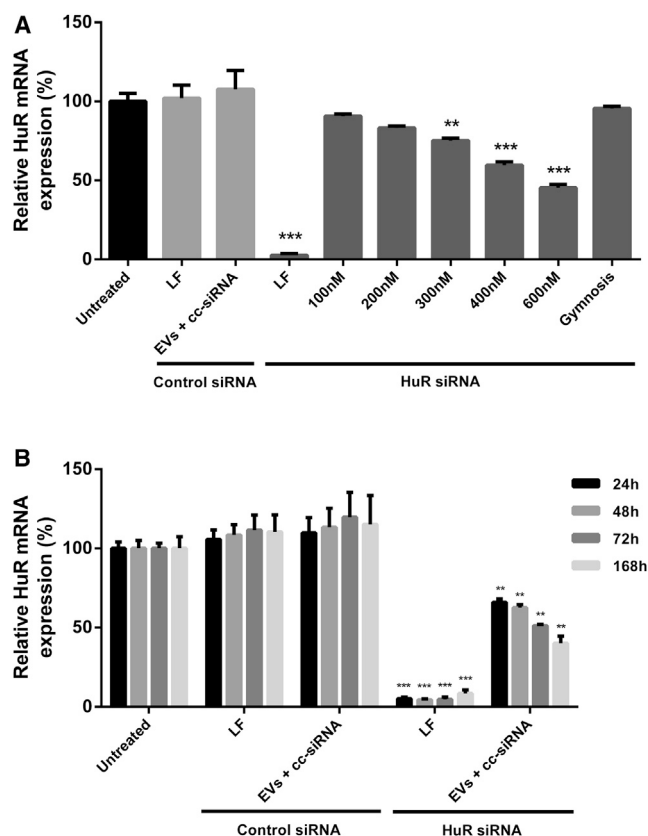 A
Relative HuR mRNA
expression (%)
150
100
50
0
**
***
***
***
Untreated
LF
EVs + cc-siRNA
LF
100nM
200nM
300nM
400nM
600nM
Gymnosis
Control siRNA
HuR siRNA
B
Relative HuR mRNA
expression (%)
150
100
50
0
24h
48h
72h
168h
** ** ** **
*** *** *** ***
Untreated
LF
EVs + cc-siRNA
LF
EVs + cc-siRNA
Control siRNA
HuR siRNA